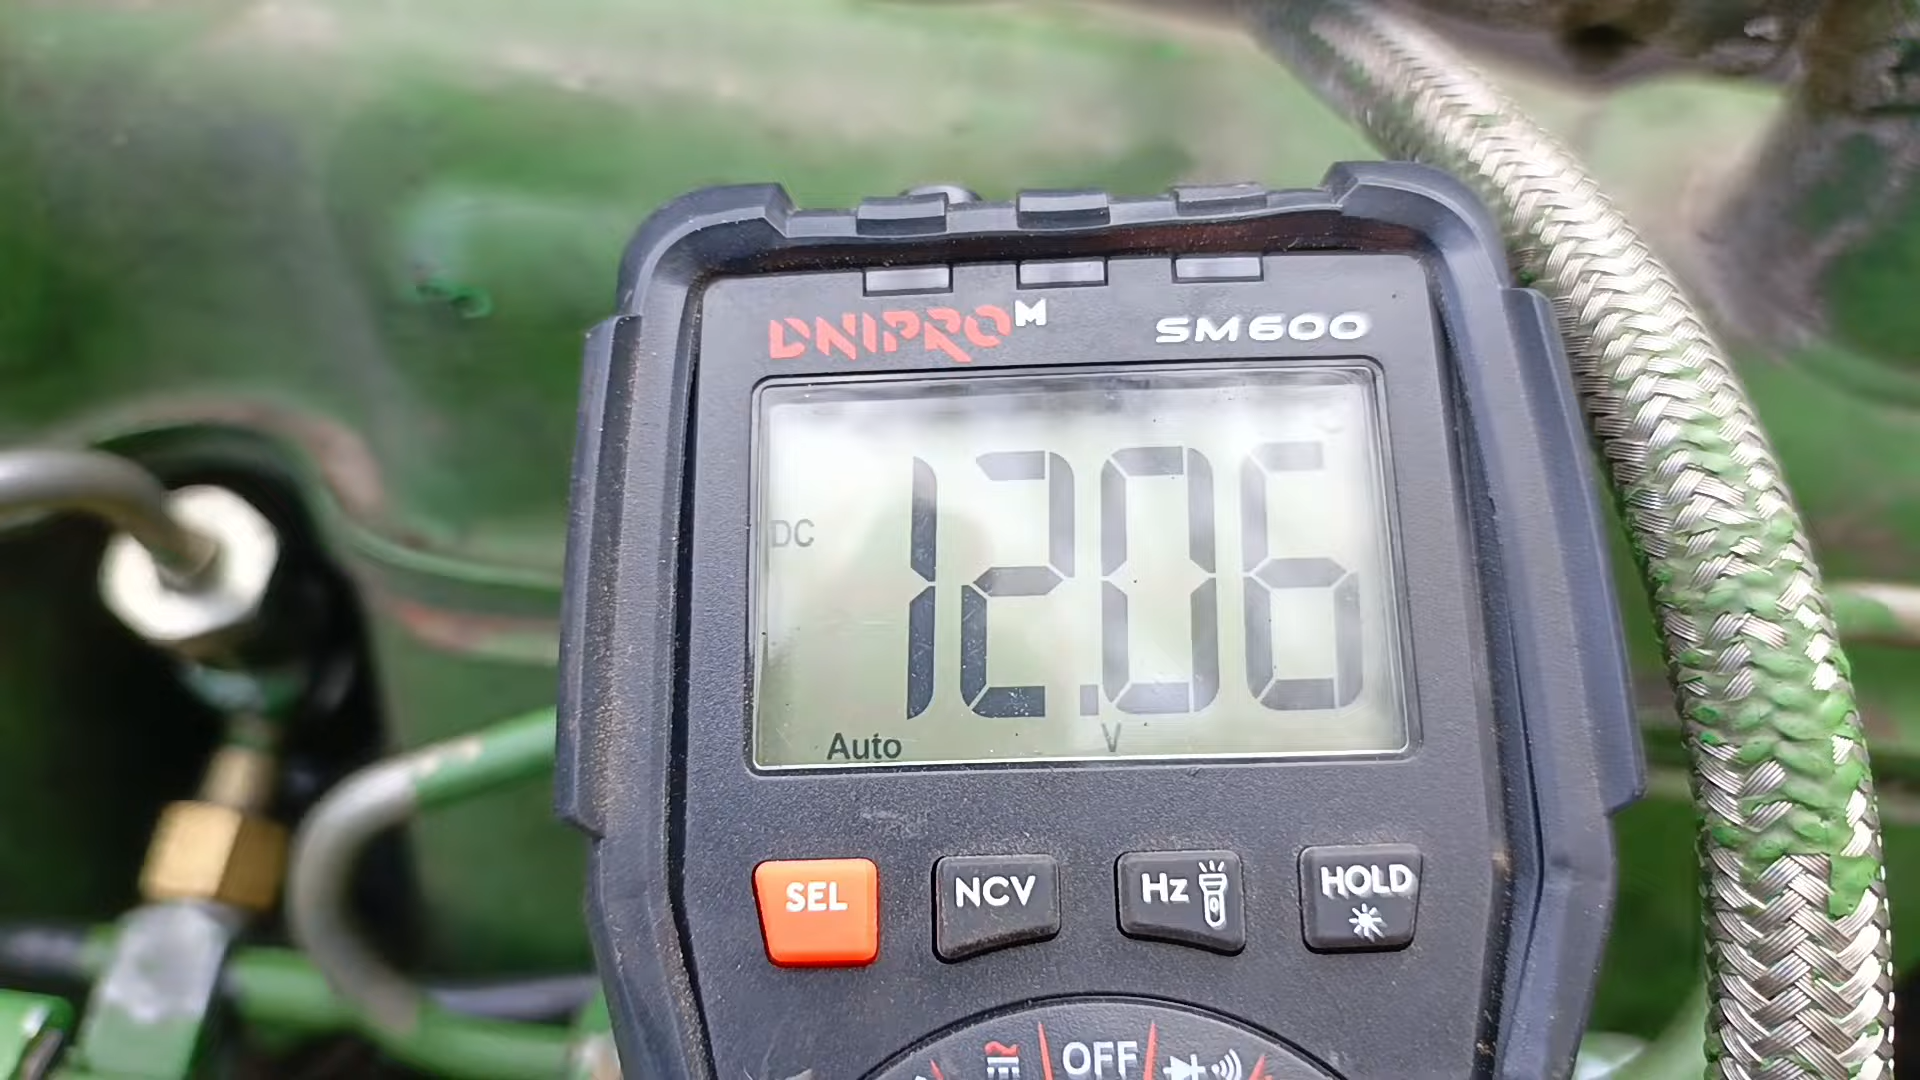 DNIPRO M SM600
DC
12.06
Auto V
SEL NCV Hz HOLD
OFF